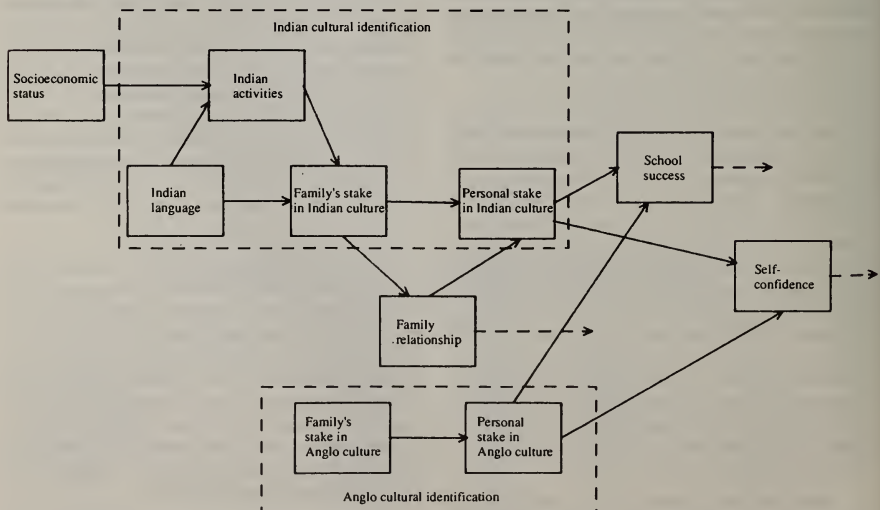 Indian cultural identification
Socioeconomic
status
Indian
activities
Indian
language
Family's stake
in Indian culture
Personal stake
in Indian culture
School
success
Self-
confidence
Family
relationship
Family's
stake in
Anglo culture
Personal
stake in
Anglo culture
Anglo cultural identification